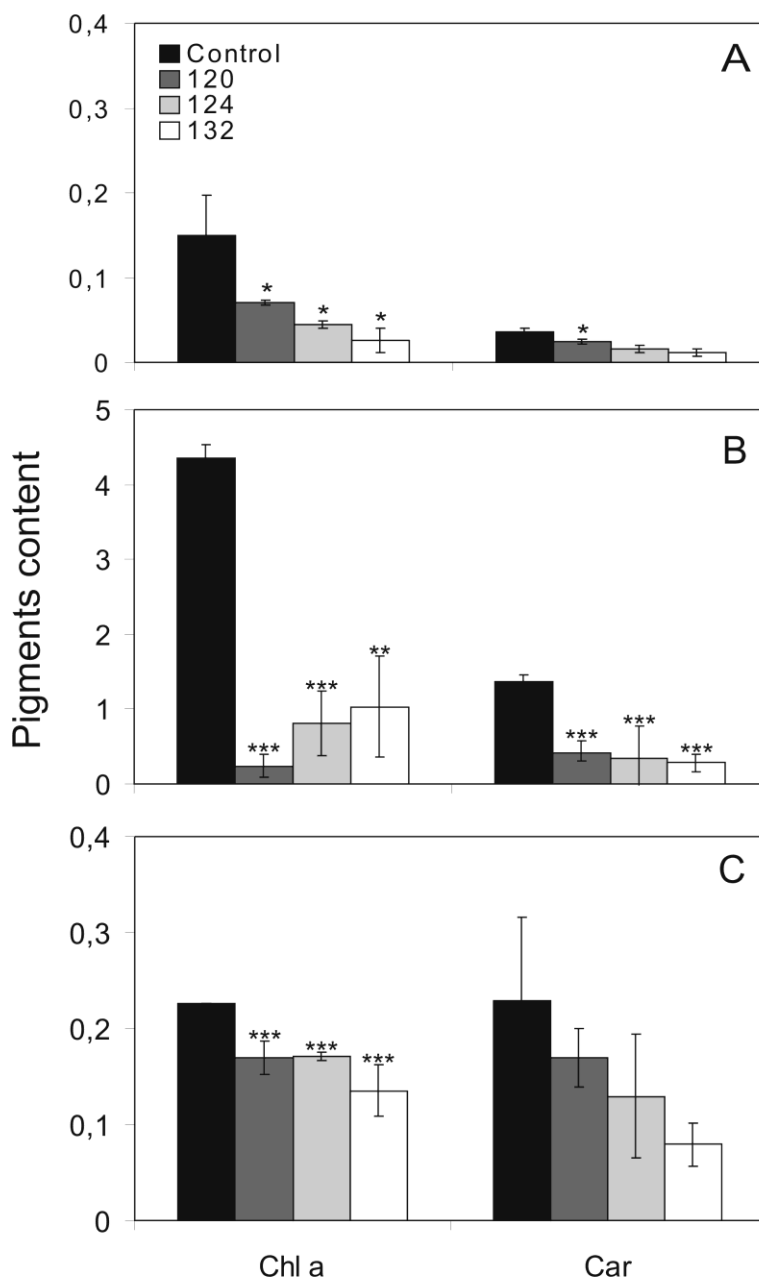 0,4
0,3
0,2
0,1
0
Control
120
124
132
A
* * *
*
Pigments content
5
4
3
2
1
0
B
*** *** **
*** *** ***
0,4
0,3
0,2
0,1
0
C
*** *** ***
Chl a Car